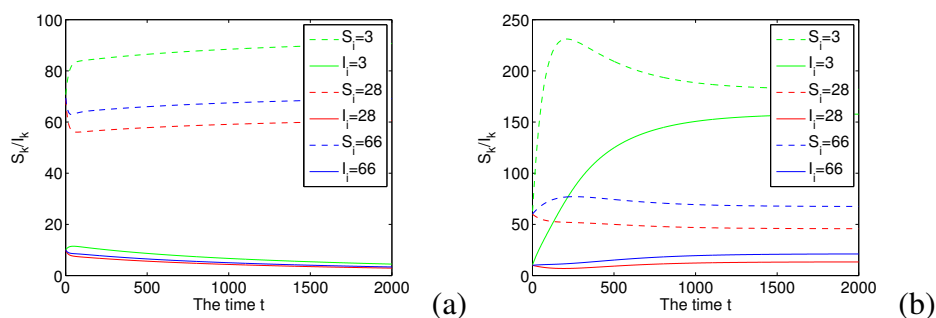 100
80
60
40
20
0
0 500 1000 1500 2000
The time t
S_k/I_k
S_i=3
I_i=3
S_i=28
I_i=28
S_i=66
I_i=66
(a)
250
200
150
100
50
0
0 500 1000 1500 2000
The time t
S_k/I_k
S_i=3
I_i=3
S_i=28
I_i=28
S_i=66
I_i=66
(b)